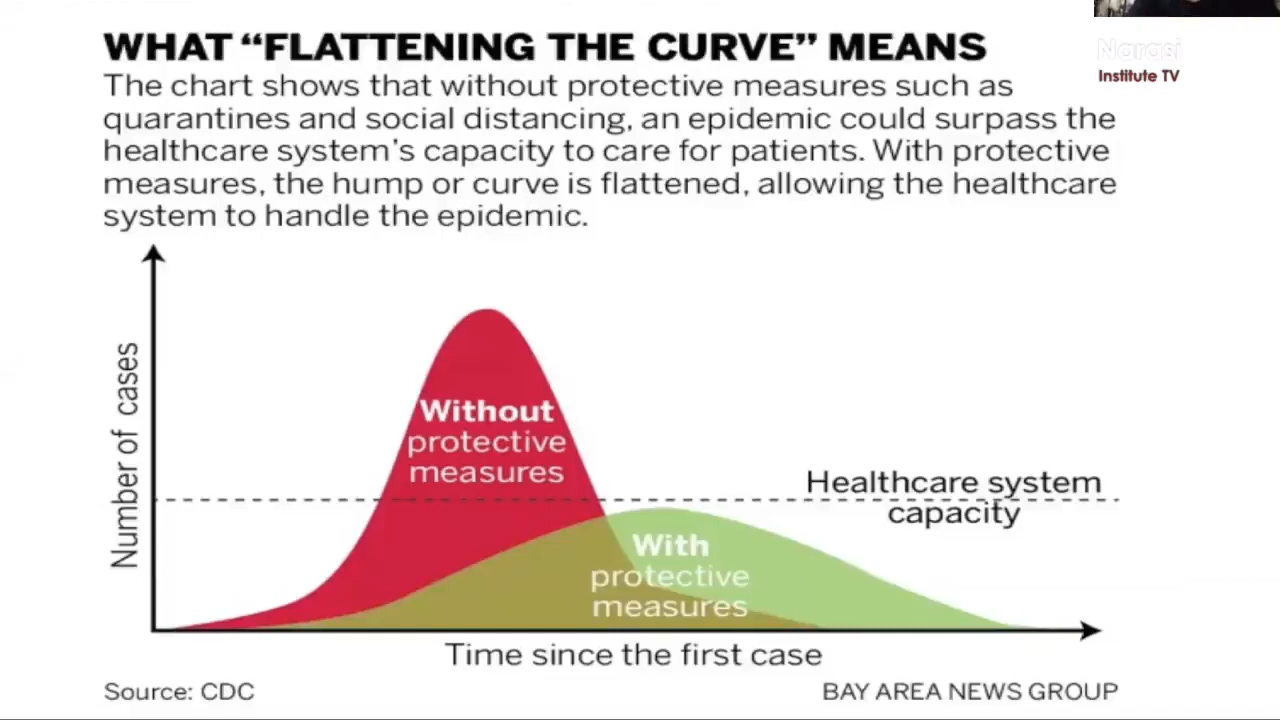 WHAT “FLATTENING THE CURVE” MEANS
The chart shows that without protective measures such as
quarantines and social distancing, an epidemic could surpass the
healthcare system’s capacity to care for patients. With protective
measures, the hump or curve is flattened, allowing the healthcare
system to handle the epidemic.
Narasi
Institute TV
Number of cases
Without
protective
measures
Healthcare system
capacity
With
protective
measures
Time since the first case
Source: CDC
BAY AREA NEWS GROUP